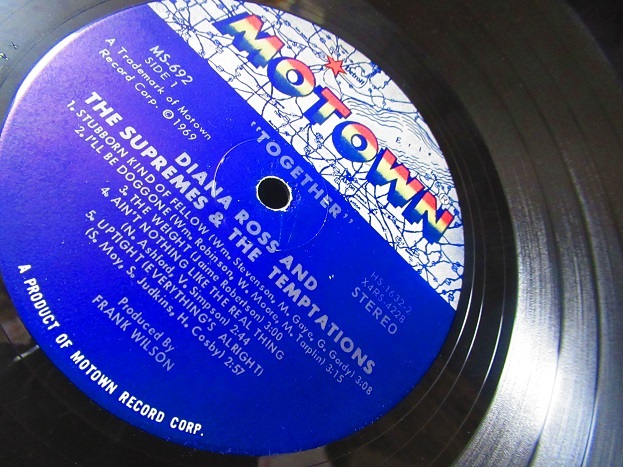 MOTOWN
Detroit
MS-692
SIDE 1
A Trademark of Motown
Record Corp. © 1969
"TOGETHER"
DIANA ROSS AND
THE SUPREMES & THE TEMPTATIONS
HS 7632-2
STEREO
1. STUBBORN KIND OF FELLOW (Wm. Stevenson, M. Gaye, G. Gordy) 3:08
2. I'LL BE DOGGONE (Wm. Robinson, W. Moore, M. Tarplin) 3:15
3. THE WEIGHT (Jaime Robetson) 3:00
4. AIN'T NOTHING LIKE THE REAL THING
(N. Ashford, V. Simpson) 2:44
5. UPTIGHT (EVERYTHING'S ALRIGHT)
(S. Moy, S. Judkins, H. Cosby) 2:57
Produced By
FRANK WILSON
A PRODUCT OF MOTOWN RECORD CORP.